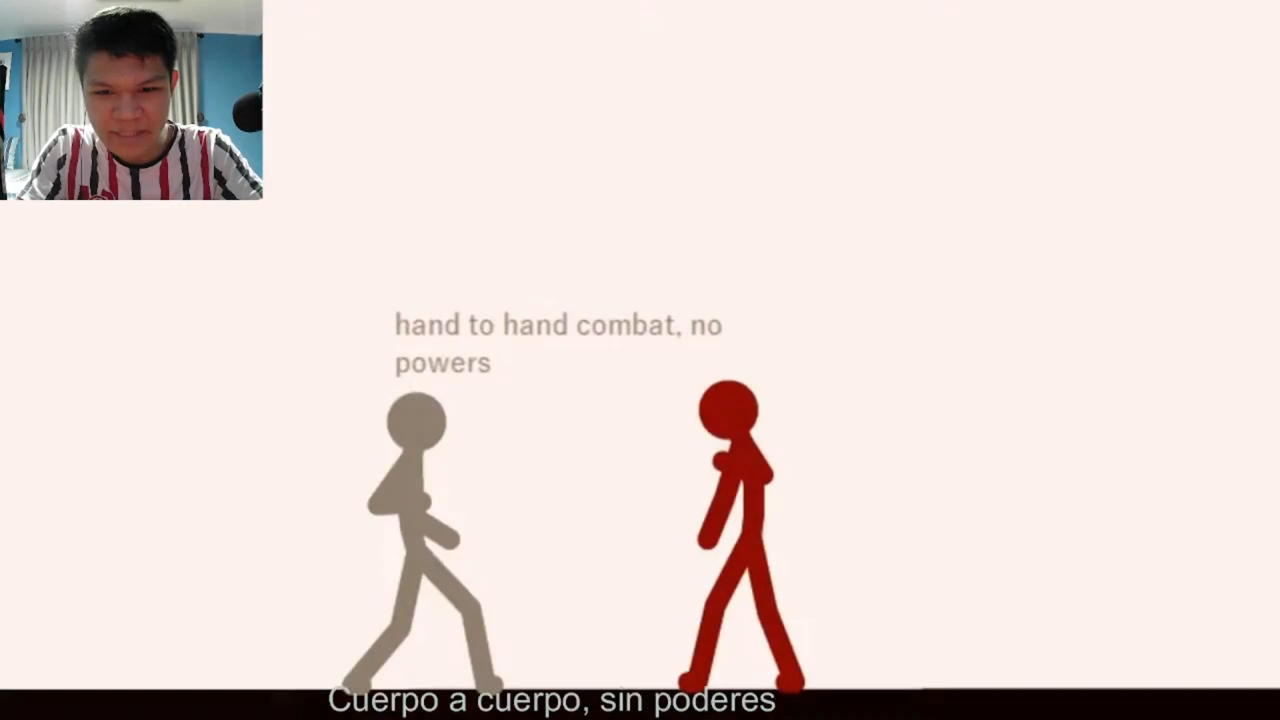 hand to hand combat, no
powers
Cuerpo a cuerpo, sin poderes